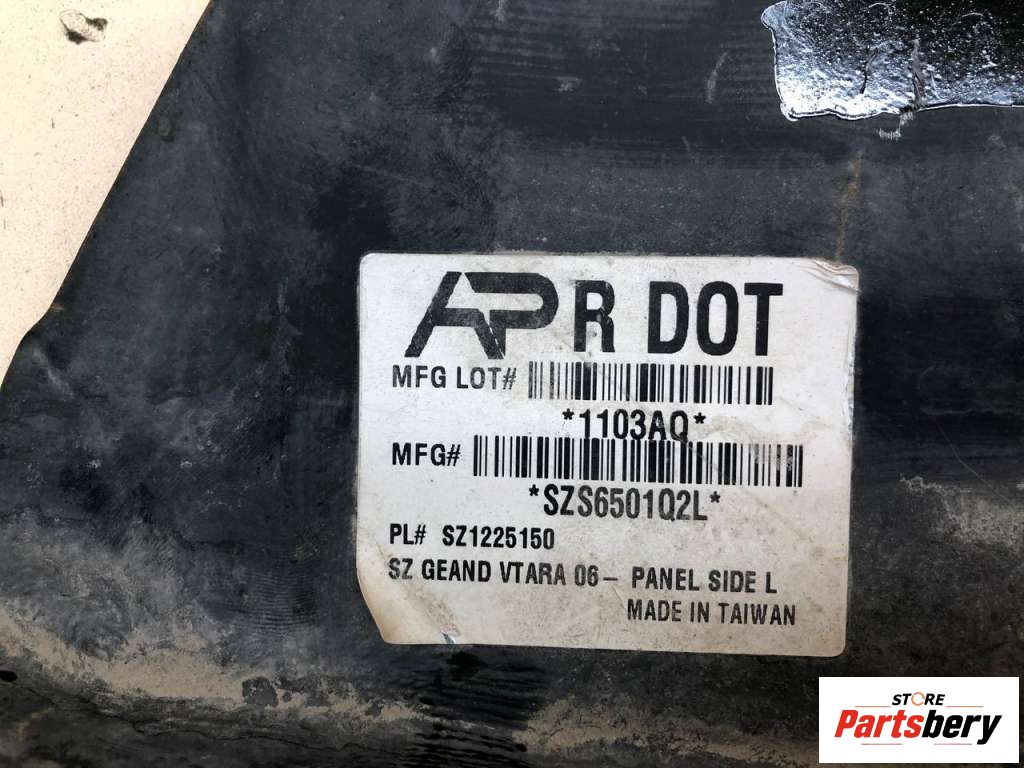 AP R DOT
MFG LOT#
*1103AQ*
MFG#
*SZS6501Q2L*
PL# SZ1225150
SZ GEAND VTARA 06- PANEL SIDE L
MADE IN TAIWAN
STORE
Partsbery